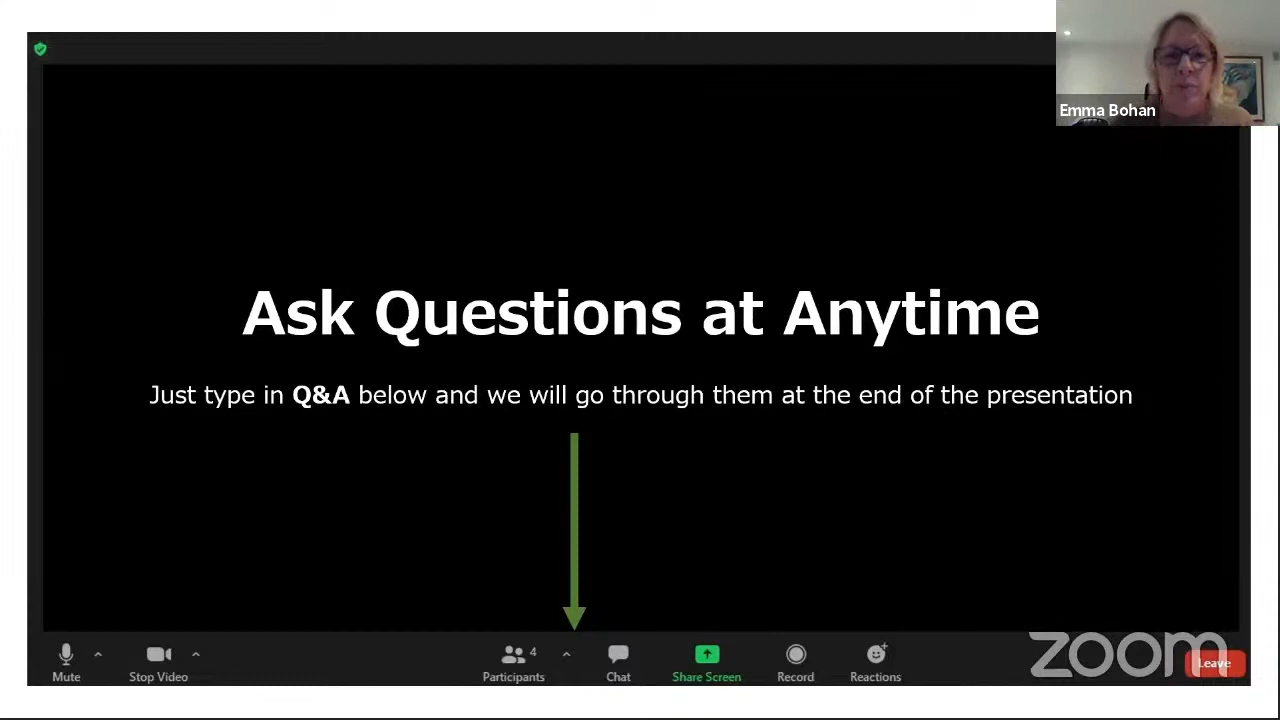 Emma Bohan
Ask Questions at Anytime
Just type in Q&A below and we will go through them at the end of the presentation
Mute
Stop Video
4
Participants
Chat
Share Screen
Record
Reactions
zoom
Leave